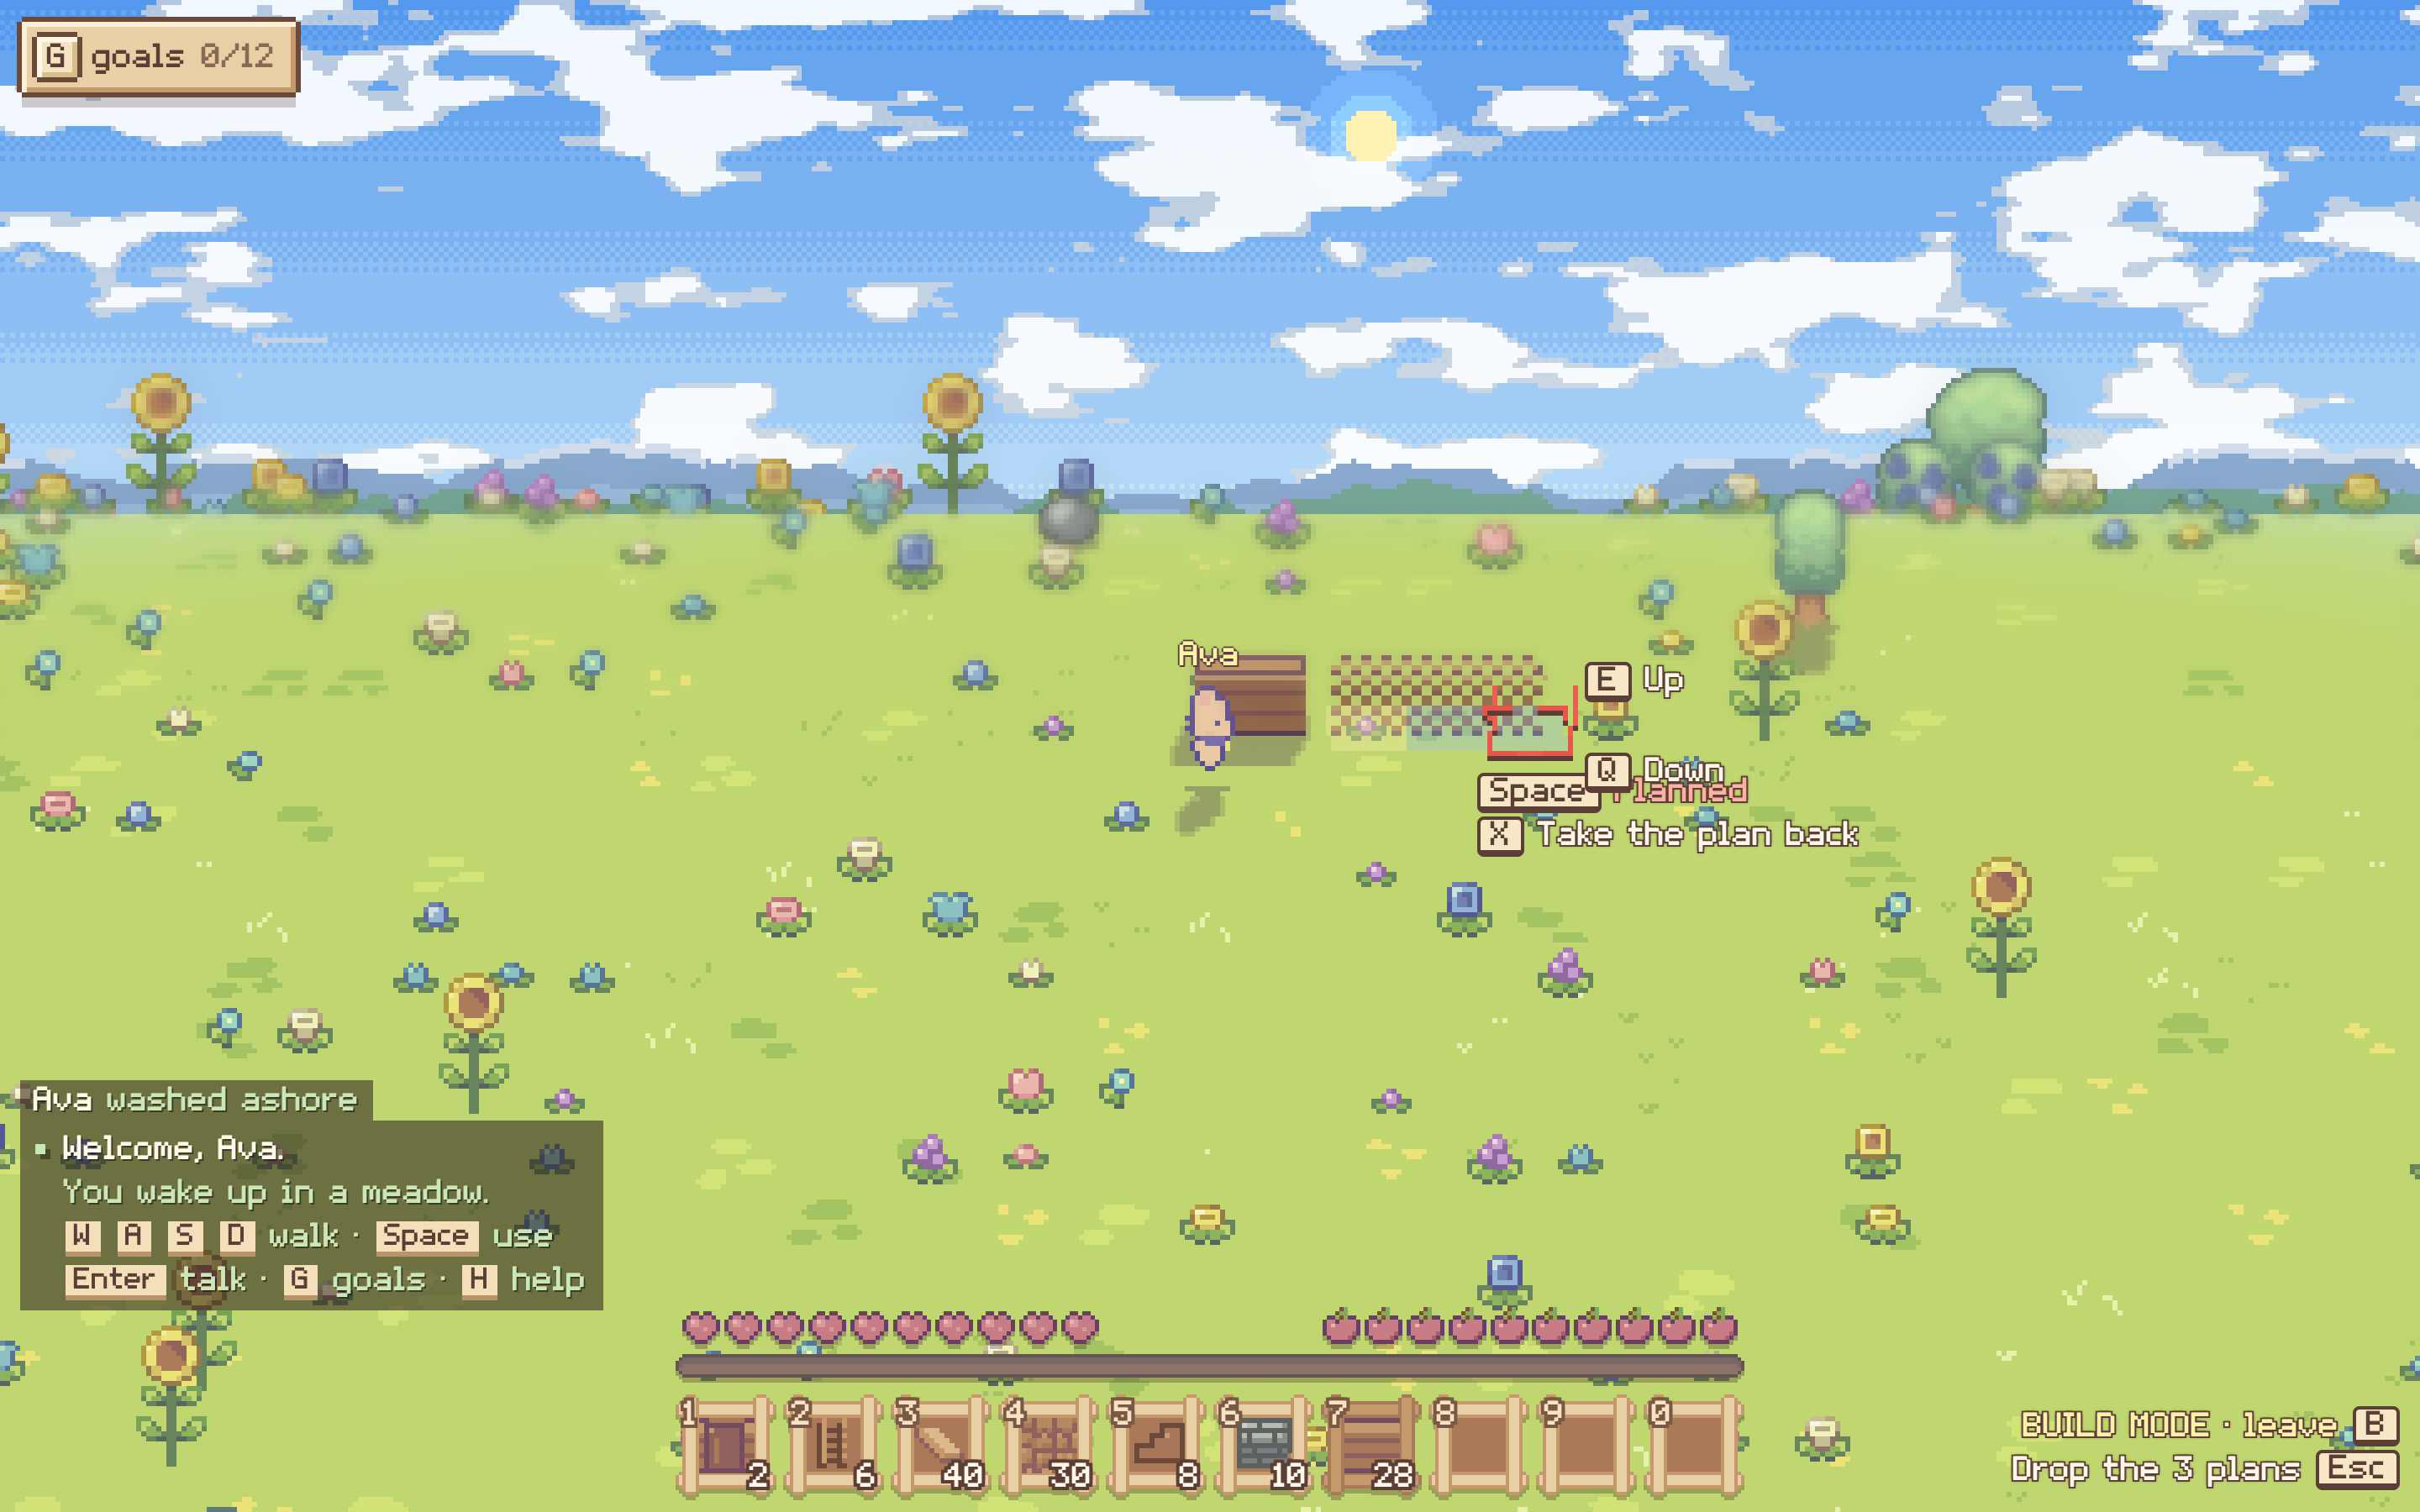 G goals 0/12
Ava
E Up
Q Down
Space Planned
X Take the plan back
Ava washed ashore
Welcome, Ava.
You wake up in a meadow.
W A S D walk · Space use
Enter talk · G goals · H help
1 2 3 4 5 6 7 8 9 0
2 6 40 30 8 10 28
BUILD MODE · leave B
Drop the 3 plans Esc